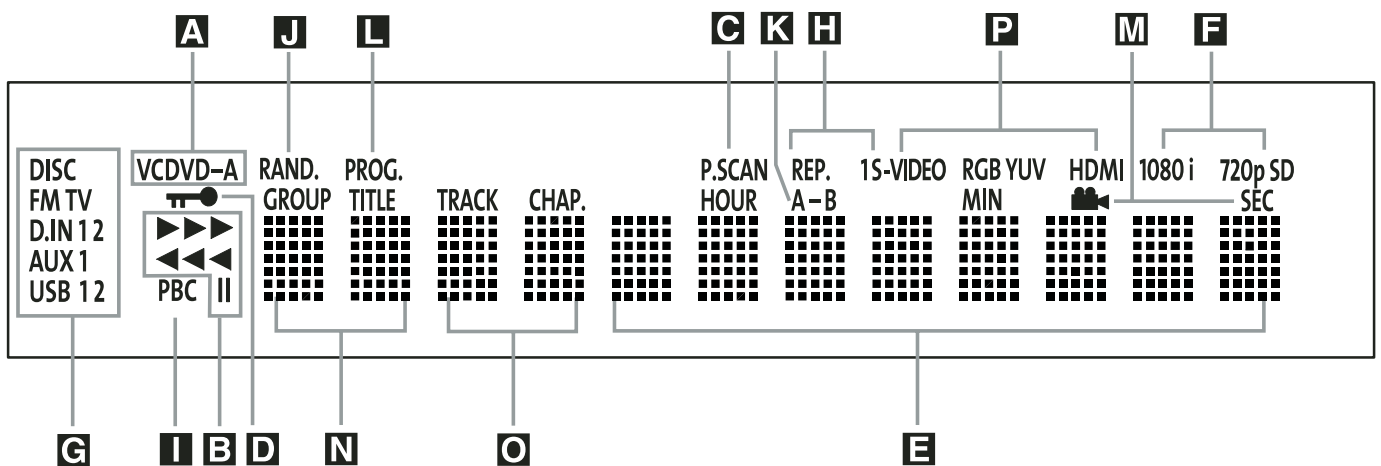 A J L C K H P M F
DISC VCDVD-A RAND. PROG. P.SCAN REP. 1S-VIDEO RGB YUV HDMI 1080 i 720p SD
FM TV GROUP TITLE TRACK CHAP. HOUR A-B MIN SEC
D.IN 1 2
AUX 1
USB 1 2 PBC
G I B D N O E